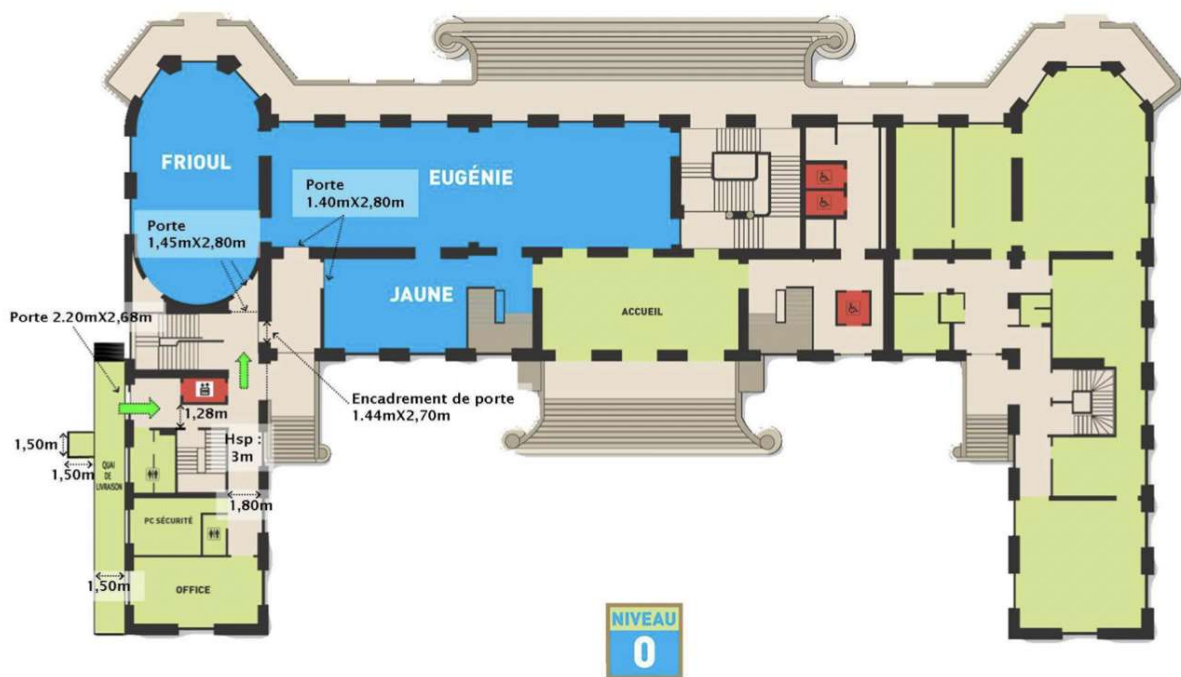 FRIOUL
EUGÉNIE
Porte
1.40mX2,80m
Porte
1,45mX2,80m
JAUNE
ACCUEIL
Porte 2.20mX2,68m
Encadrement de porte
1.44mX2,70m
1,28m
Hsp :
3m
1,50m
1,50m
QUAI
DE
LIVRAISON
1,80m
PC SÉCURITÉ
1,50m
OFFICE
NIVEAU
0